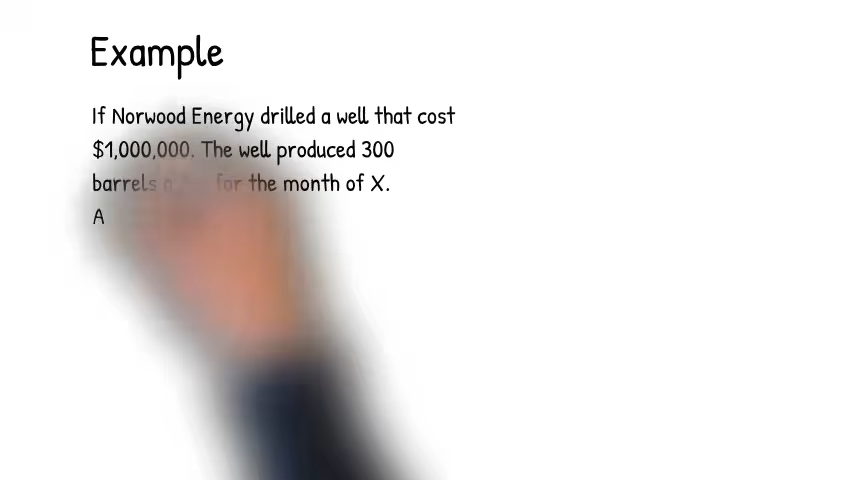 Example
If Norwood Energy drilled a well that cost
$1,000,000. The well produced 300
barrels a for the month of X.
A